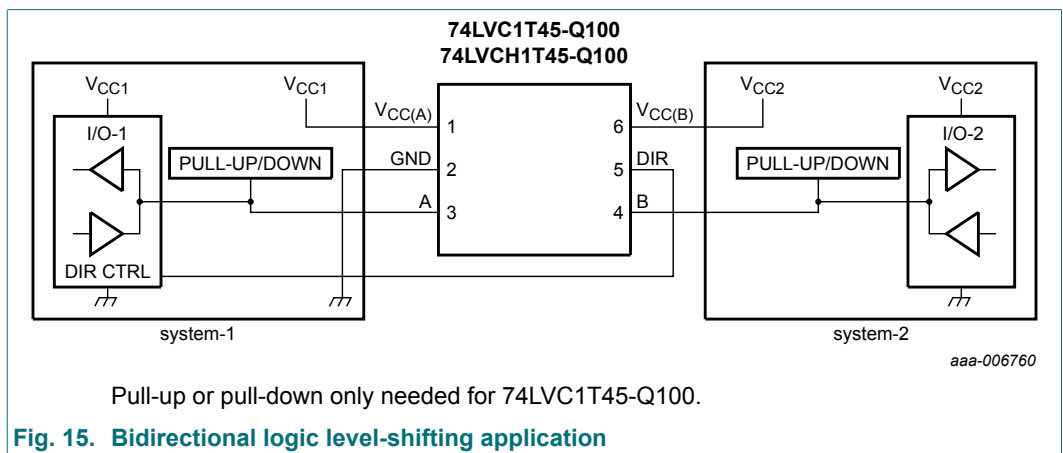 74LVC1T45-Q100
74LVCH1T45-Q100
VCC1
VCC1
VCC(A)
1
6
VCC(B)
VCC2
VCC2
I/O-1
PULL-UP/DOWN
GND
2
5
DIR
PULL-UP/DOWN
I/O-2
A
3
4
B
DIR CTRL
system-1
system-2
aaa-006760
Pull-up or pull-down only needed for 74LVC1T45-Q100.
Fig. 15. Bidirectional logic level-shifting application